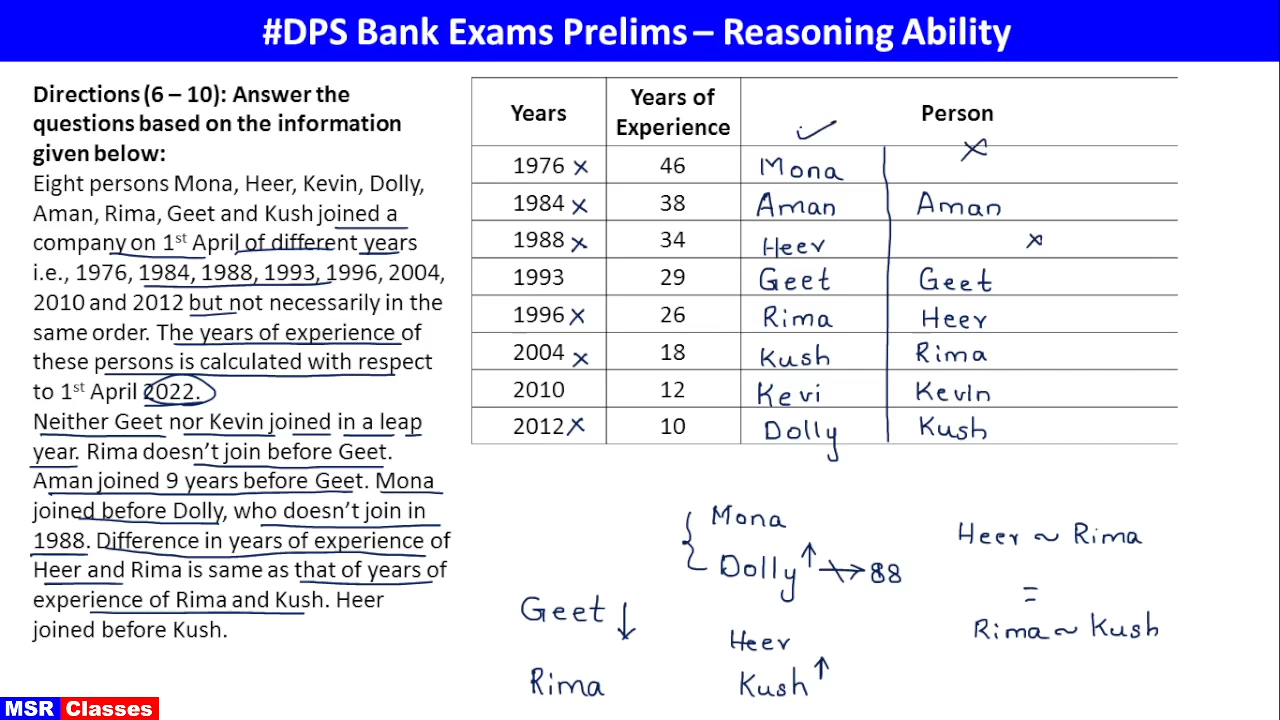 #DPS Bank Exams Prelims – Reasoning Ability
Directions (6 – 10): Answer the
questions based on the information
given below:
Eight persons Mona, Heer, Kevin, Dolly,
Aman, Rima, Geet and Kush joined a
company on 1st April of different years
i.e., 1976, 1984, 1988, 1993, 1996, 2004,
2010 and 2012 but not necessarily in the
same order. The years of experience of
these persons is calculated with respect
to 1st April 2022.
Neither Geet nor Kevin joined in a leap
year. Rima doesn't join before Geet.
Aman joined 9 years before Geet. Mona
joined before Dolly, who doesn't join in
1988. Difference in years of experience of
Heer and Rima is same as that of years of
experience of Rima and Kush. Heer
joined before Kush.
Years Years of Experience Person
1976 × 46 Mona
1984 × 38 Aman Aman
1988 × 34 Heer ×
1993 29 Geet Geet
1996 × 26 Rima Heer
2004 × 18 Kush Rima
2010 12 Kevi Kevin
2012 × 10 Dolly Kush
Mona
Dolly ↑ 88
Geet ↓
Rima
Heer
Kush ↑
Heer ~ Rima
=
Rima ~ Kush
MSR Classes